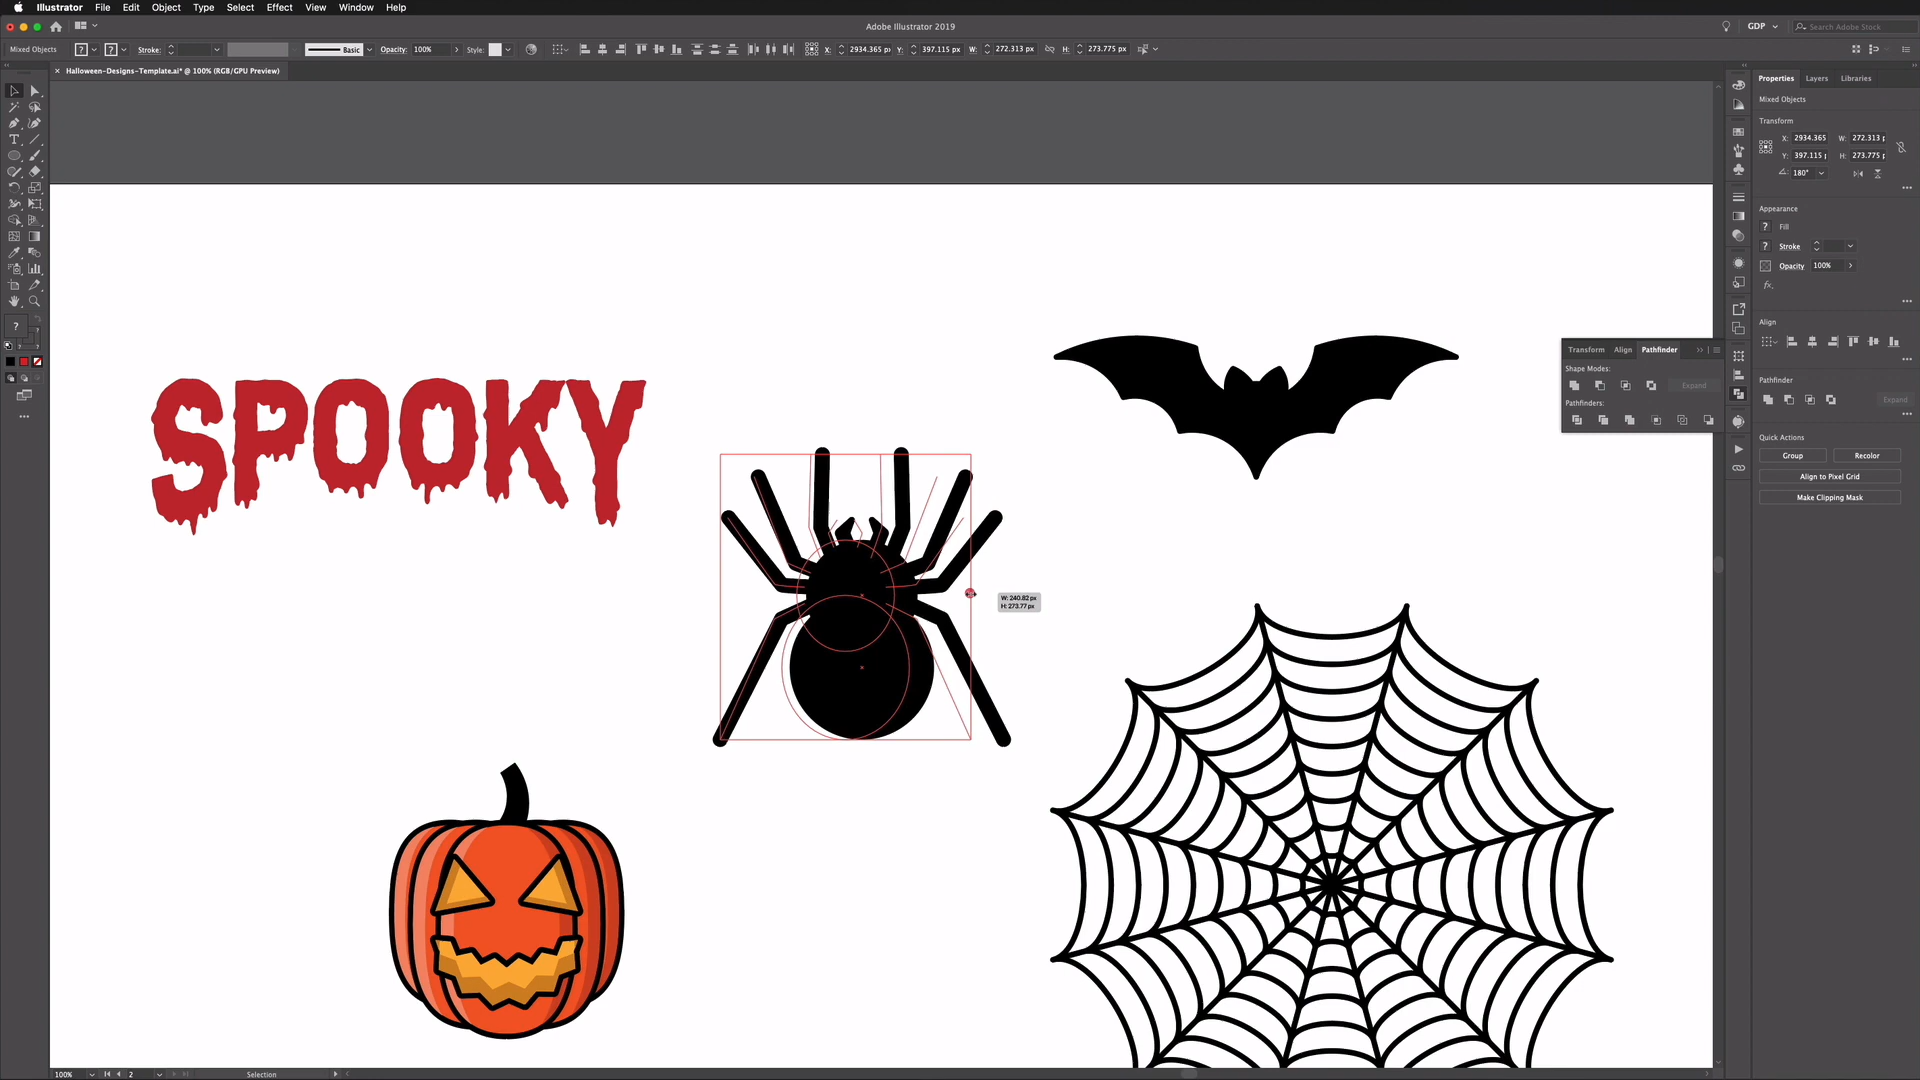 Illustrator File Edit Object Type Select Effect View Window Help
Adobe Illustrator 2019
GDP
Search Adobe Stock
Mixed Objects
Stroke:
Basic
Opacity: 100%
Style:
X: 2934.365 px
Y: 397.115 px
W: 272.313 px
H: 273.775 px
× Halloween-Designs-Template.ai* @ 100% (RGB/GPU Preview)
Properties Layers Libraries
Mixed Objects
Transform
X: 2934.365 W: 272.313 p
Y: 397.115 p H: 273.775 p
180°
Appearance
? Fill
? Stroke
Opacity 100%
fx.
Align
Pathfinder
Expand
Quick Actions
Group Recolor
Align to Pixel Grid
Make Clipping Mask
Transform Align Pathfinder
Shape Modes:
Expand
Pathfinders:
SPOOKY
W: 240.82 px
H: 273.77 px
100%
2
Selection